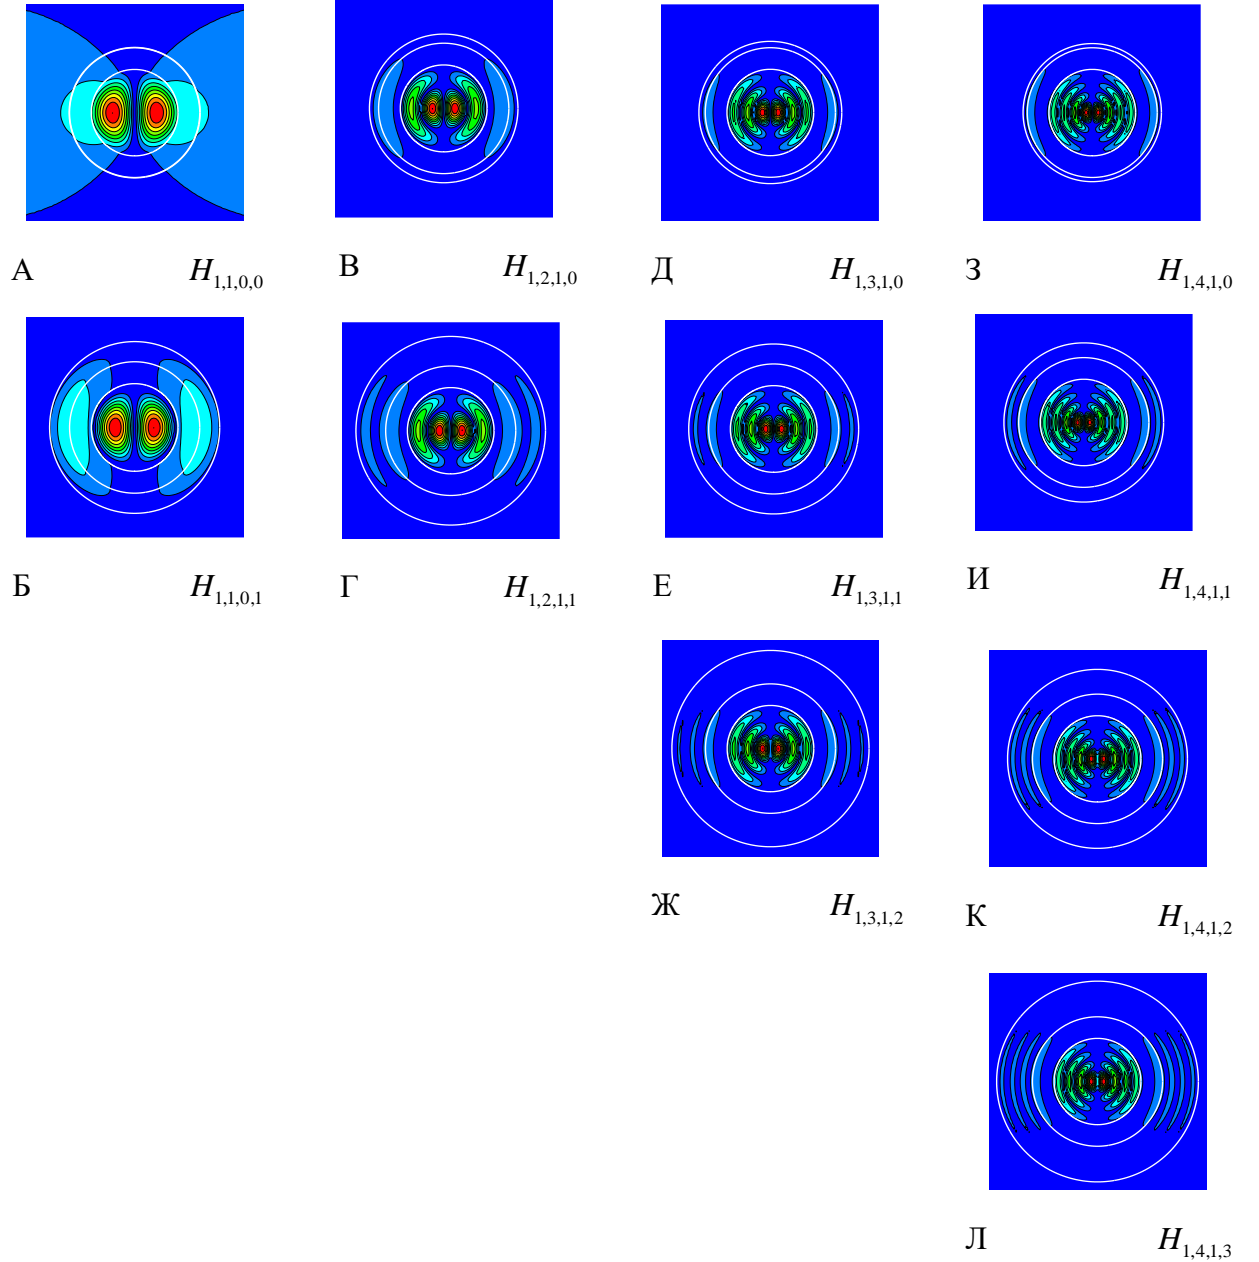 А H1,1,0,0 В H1,2,1,0 Д H1,3,1,0 З H1,4,1,0
Б H1,1,0,1 Г H1,2,1,1 Е H1,3,1,1 И H1,4,1,1
Ж H1,3,1,2 К H1,4,1,2
Л H1,4,1,3